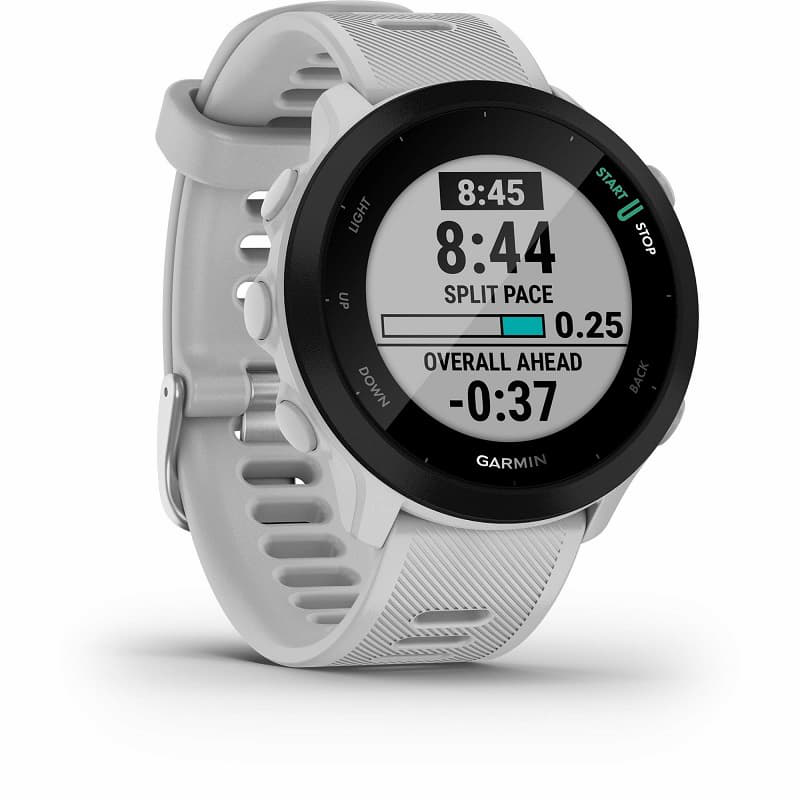 START
STOP
LIGHT
UP
DOWN
BACK
8:45
8:44
SPLIT PACE
0.25
OVERALL AHEAD
-0:37
GARMIN